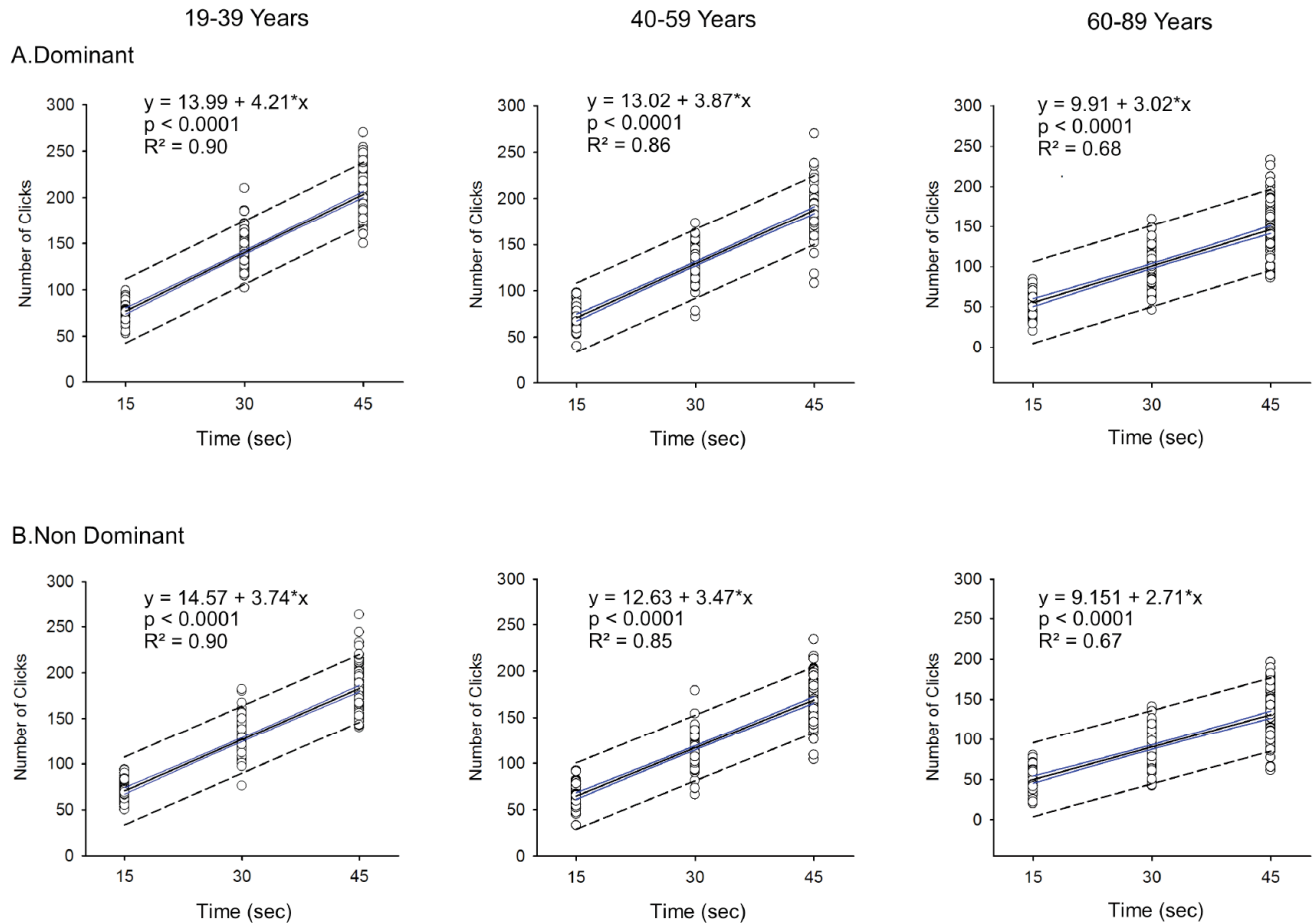 19-39 Years
40-59 Years
60-89 Years
A.Dominant
y = 13.99 + 4.21*x
p < 0.0001
R² = 0.90
300
250
200
150
100
50
0
Number of Clicks
15
30
45
Time (sec)
y = 13.02 + 3.87*x
p < 0.0001
R² = 0.86
300
250
200
150
100
50
0
Number of Clicks
15
30
45
Time (sec)
y = 9.91 + 3.02*x
p < 0.0001
R² = 0.68
300
250
200
150
100
50
0
Number of Clicks
15
30
45
Time (sec)
B.Non Dominant
y = 14.57 + 3.74*x
p < 0.0001
R² = 0.90
300
250
200
150
100
50
0
Number of Clicks
15
30
45
Time (sec)
y = 12.63 + 3.47*x
p < 0.0001
R² = 0.85
300
250
200
150
100
50
0
Number of Clicks
15
30
45
Time (sec)
y = 9.151 + 2.71*x
p < 0.0001
R² = 0.67
300
250
200
150
100
50
0
Number of Clicks
15
30
45
Time (sec)